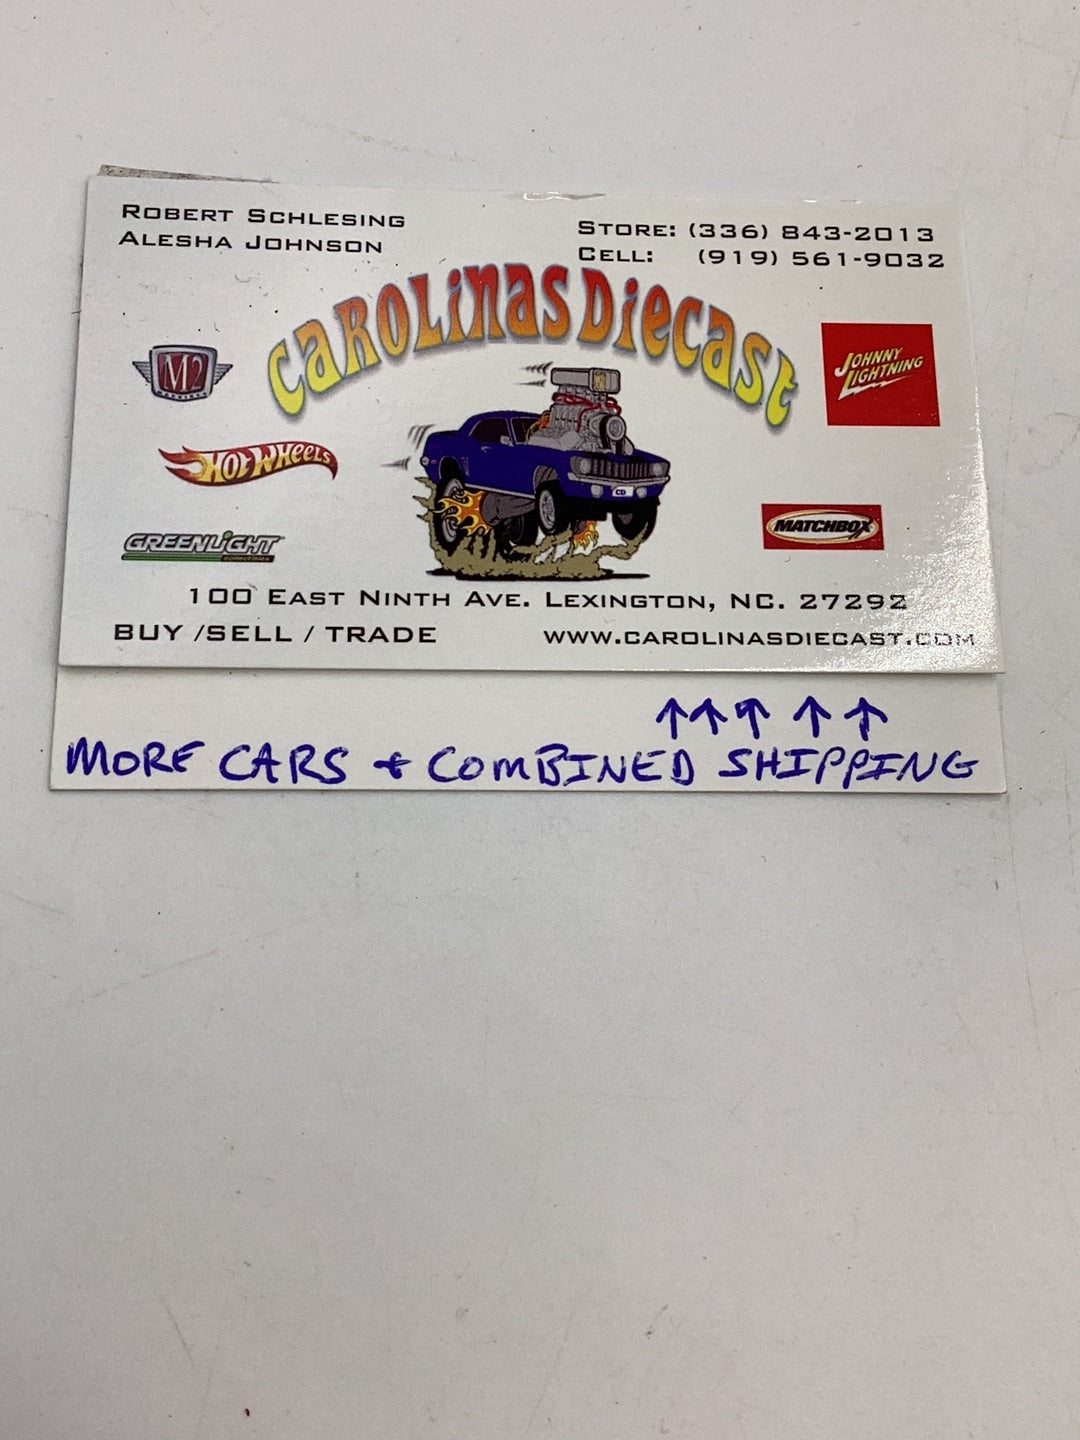 ROBERT SCHLESING
ALESHA JOHNSON
STORE: (336) 843-2013
CELL: (919) 561-9032
CAROLINAS DIECAST
M2
JOHNNY
LIGHTNING
HOT WHEELS
CD
MATCHBOX
GREENLIGHT
100 EAST NINTH AVE. LEXINGTON, NC. 27292
BUY /SELL / TRADE
WWW.CAROLINASDIECAST.COM
↑↑↑ ↑ ↑
MORE CARS + COMBINED SHIPPING